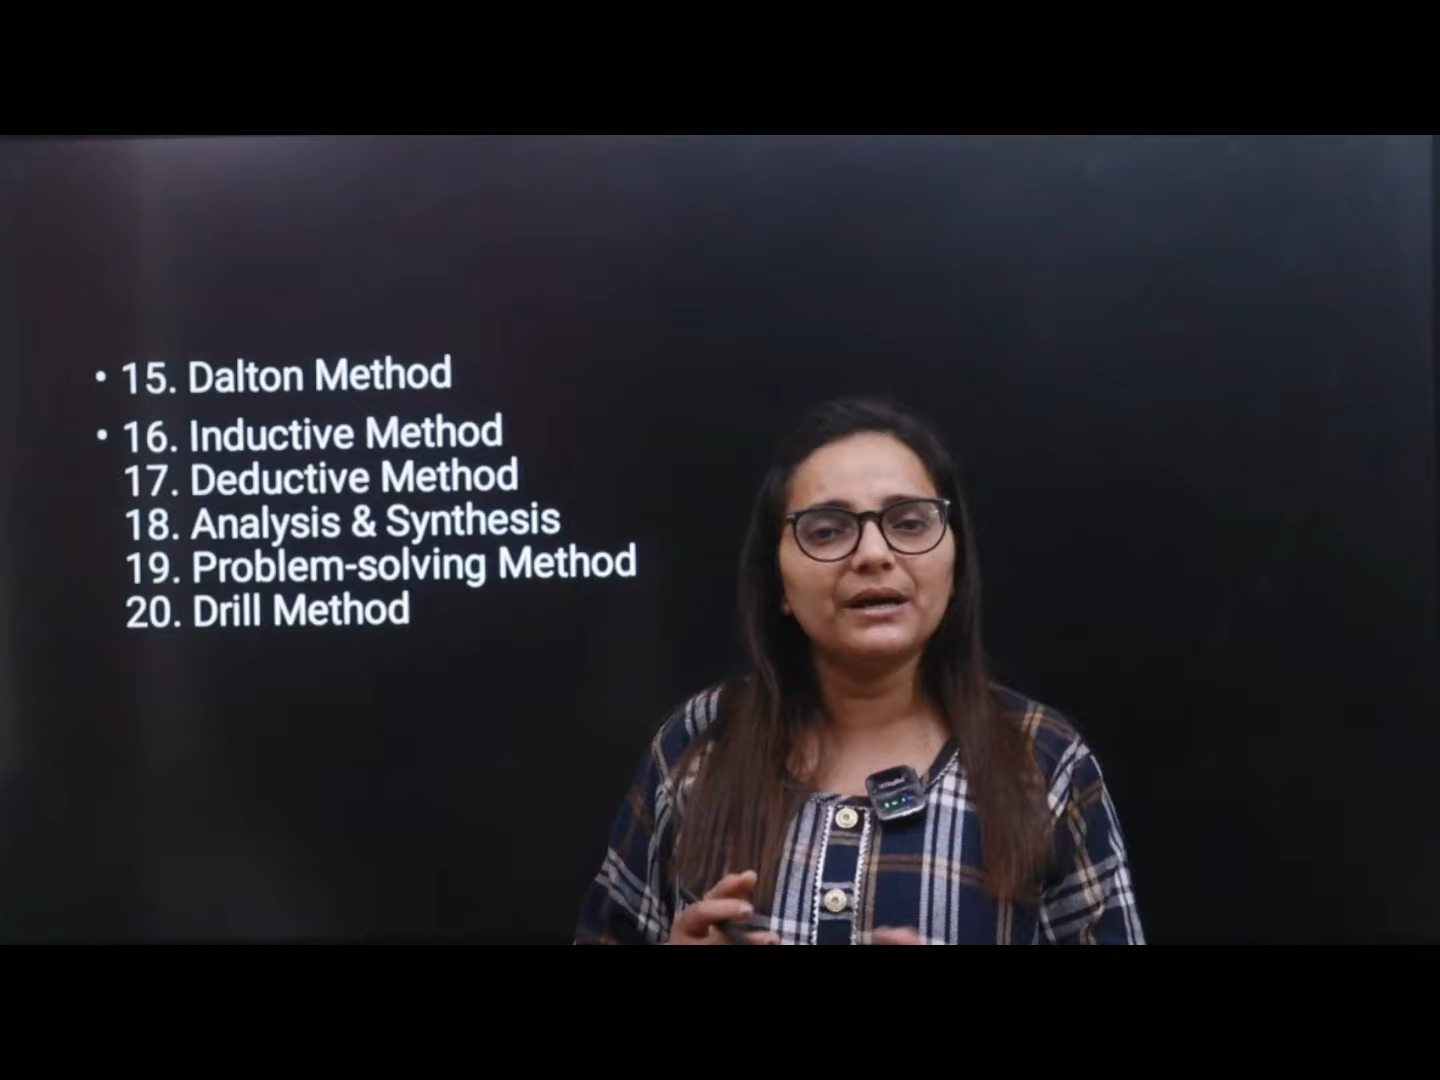 • 15. Dalton Method
• 16. Inductive Method
17. Deductive Method
18. Analysis & Synthesis
19. Problem-solving Method
20. Drill Method